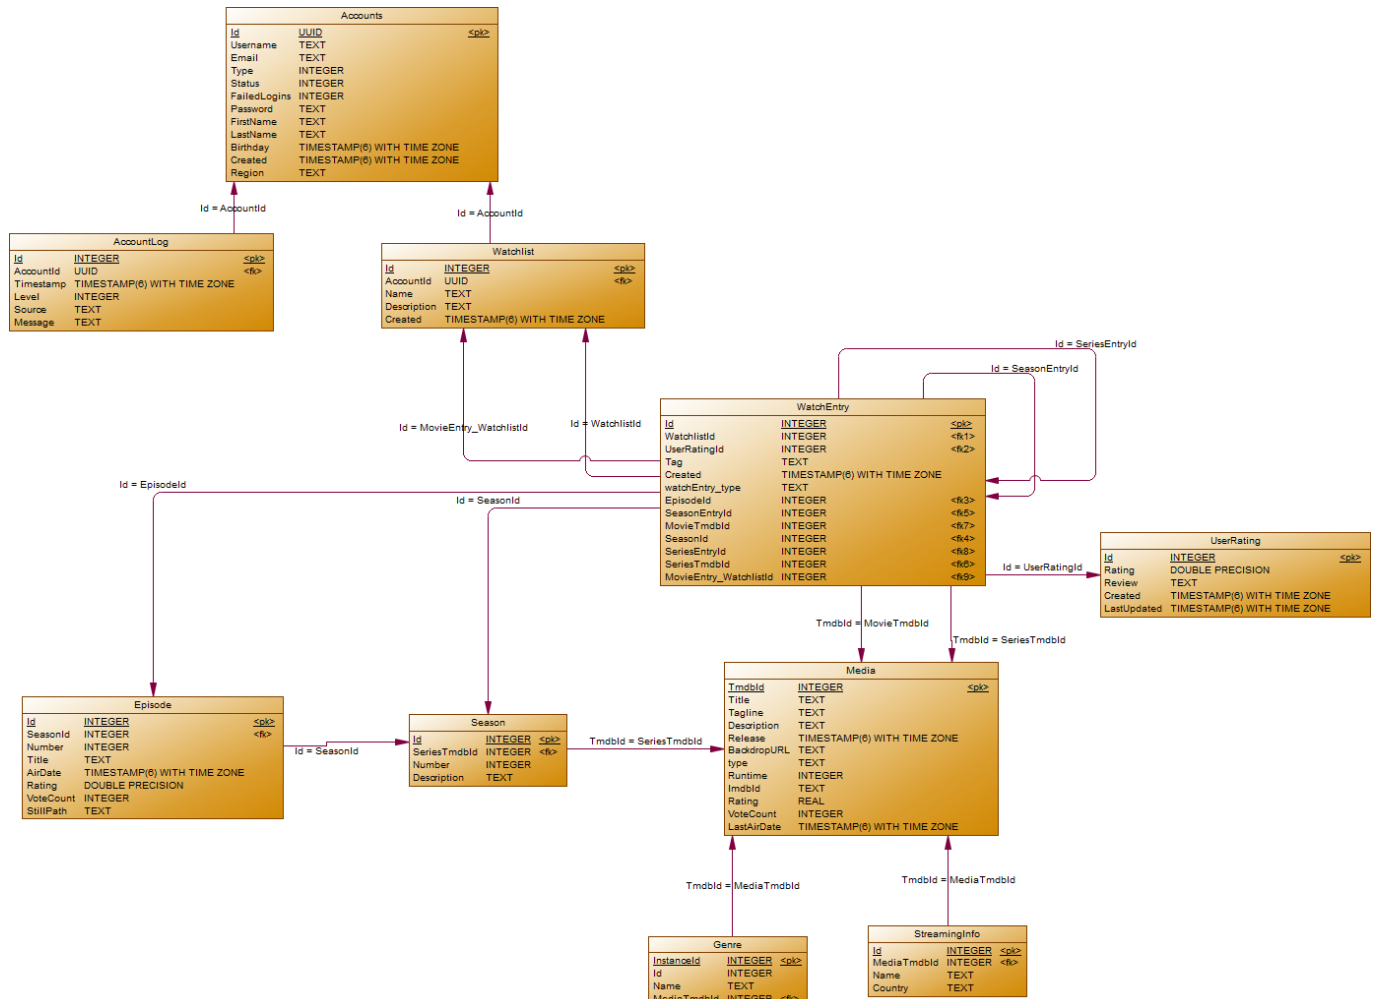 Accounts
Id UUID <pk>
Username TEXT
Email TEXT
Type INTEGER
Status INTEGER
FailedLogins INTEGER
Password TEXT
FirstName TEXT
LastName TEXT
Birthday TIMESTAMP(6) WITH TIME ZONE
Created TIMESTAMP(6) WITH TIME ZONE
Region TEXT
Id = AccountId
Id = AccountId
AccountLog
Id INTEGER <pk>
AccountId UUID <fk>
Timestamp TIMESTAMP(6) WITH TIME ZONE
Level INTEGER
Source TEXT
Message TEXT
Watchlist
Id INTEGER <pk>
AccountId UUID <fk>
Name TEXT
Description TEXT
Created TIMESTAMP(6) WITH TIME ZONE
Id = SeriesEntryId
Id = SeasonEntryId
Id = MovieEntry_WatchlistId
Id = WatchlistId
WatchEntry
Id INTEGER <pk>
WatchlistId INTEGER <fk1>
UserRatingId INTEGER <fk2>
Tag TEXT
Created TIMESTAMP(6) WITH TIME ZONE
watchEntry_type TEXT
EpisodeId INTEGER <fk3>
SeasonEntryId INTEGER <fk5>
MovieTmdbId INTEGER <fk7>
SeasonId INTEGER <fk4>
SeriesEntryId INTEGER <fk8>
SeriesTmdbId INTEGER <fk6>
MovieEntry_WatchlistId INTEGER <fk9>
Id = EpisodeId
Id = SeasonId
Id = UserRatingId
UserRating
Id INTEGER <pk>
Rating DOUBLE PRECISION
Review TEXT
Created TIMESTAMP(6) WITH TIME ZONE
LastUpdated TIMESTAMP(6) WITH TIME ZONE
TmdbId = MovieTmdbId
TmdbId = SeriesTmdbId
Episode
Id INTEGER <pk>
SeasonId INTEGER <fk>
Number INTEGER
Title TEXT
AirDate TIMESTAMP(6) WITH TIME ZONE
Rating DOUBLE PRECISION
VoteCount INTEGER
StillPath TEXT
Id = SeasonId
Season
Id INTEGER <pk>
SeriesTmdbId INTEGER <fk>
Number INTEGER
Description TEXT
TmdbId = SeriesTmdbId
Media
TmdbId INTEGER <pk>
Title TEXT
Tagline TEXT
Description TEXT
Release TIMESTAMP(6) WITH TIME ZONE
BackdropURL TEXT
type TEXT
Runtime INTEGER
ImdbId TEXT
Rating REAL
VoteCount INTEGER
LastAirDate TIMESTAMP(6) WITH TIME ZONE
TmdbId = MediaTmdbId
TmdbId = MediaTmdbId
Genre
InstanceId INTEGER <pk>
Id INTEGER
Name TEXT
MediaTmdbId INTEGER <fk>
StreamingInfo
Id INTEGER <pk>
MediaTmdbId INTEGER <fk>
Name TEXT
Country TEXT